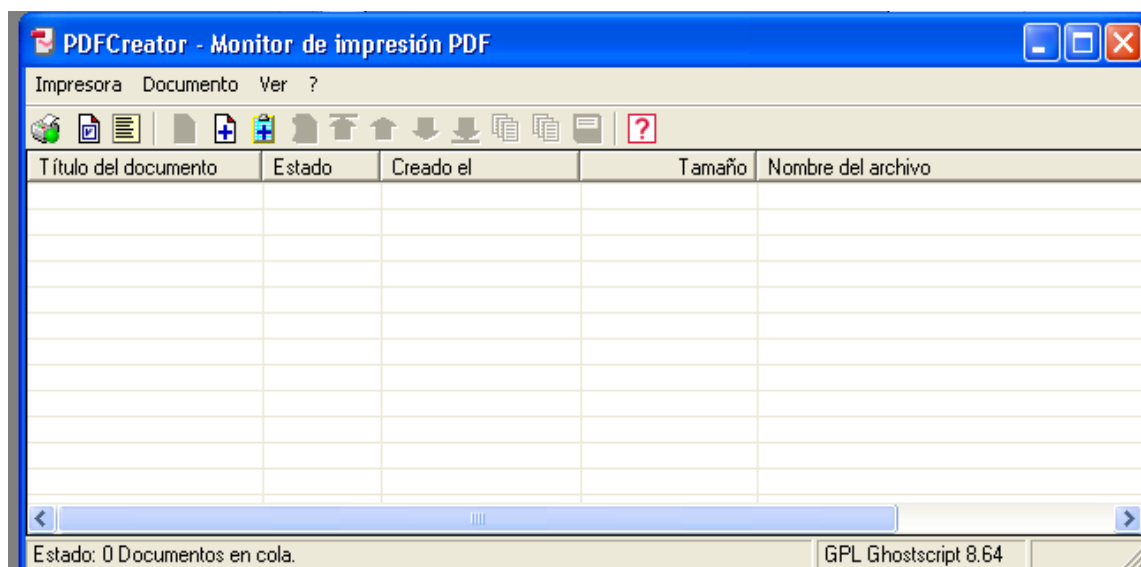 PDFCreator - Monitor de impresión PDF
Impresora Documento Ver ?
Título del documento Estado Creado el Tamaño Nombre del archivo
Estado: 0 Documentos en cola. GPL Ghostscript 8.64